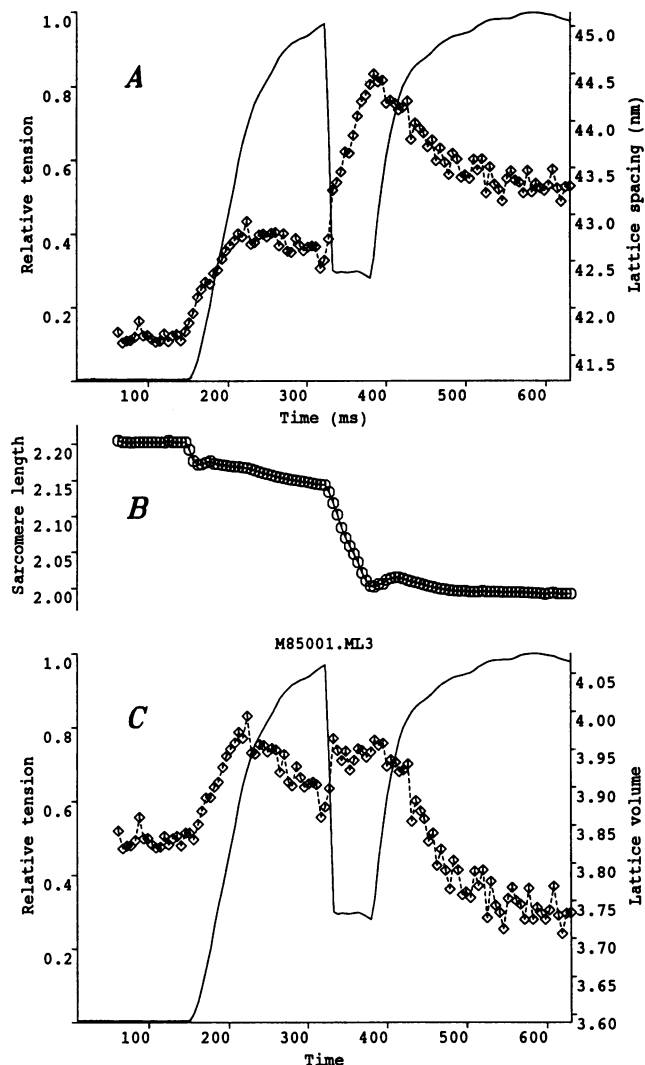 1.0
0.8
0.6
0.4
0.2
Relative tension
A
45.0
44.5
44.0
43.5
43.0
42.5
42.0
41.5
Lattice spacing (nm)
100 200 300 400 500 600
Time (ms)
2.20
2.15
2.10
2.05
2.00
Sarcomere length
B
M85001.ML3
1.0
0.8
0.6
0.4
0.2
Relative tension
C
4.05
4.00
3.95
3.90
3.85
3.80
3.75
3.70
3.65
3.60
Lattice volume
100 200 300 400 500 600
Time